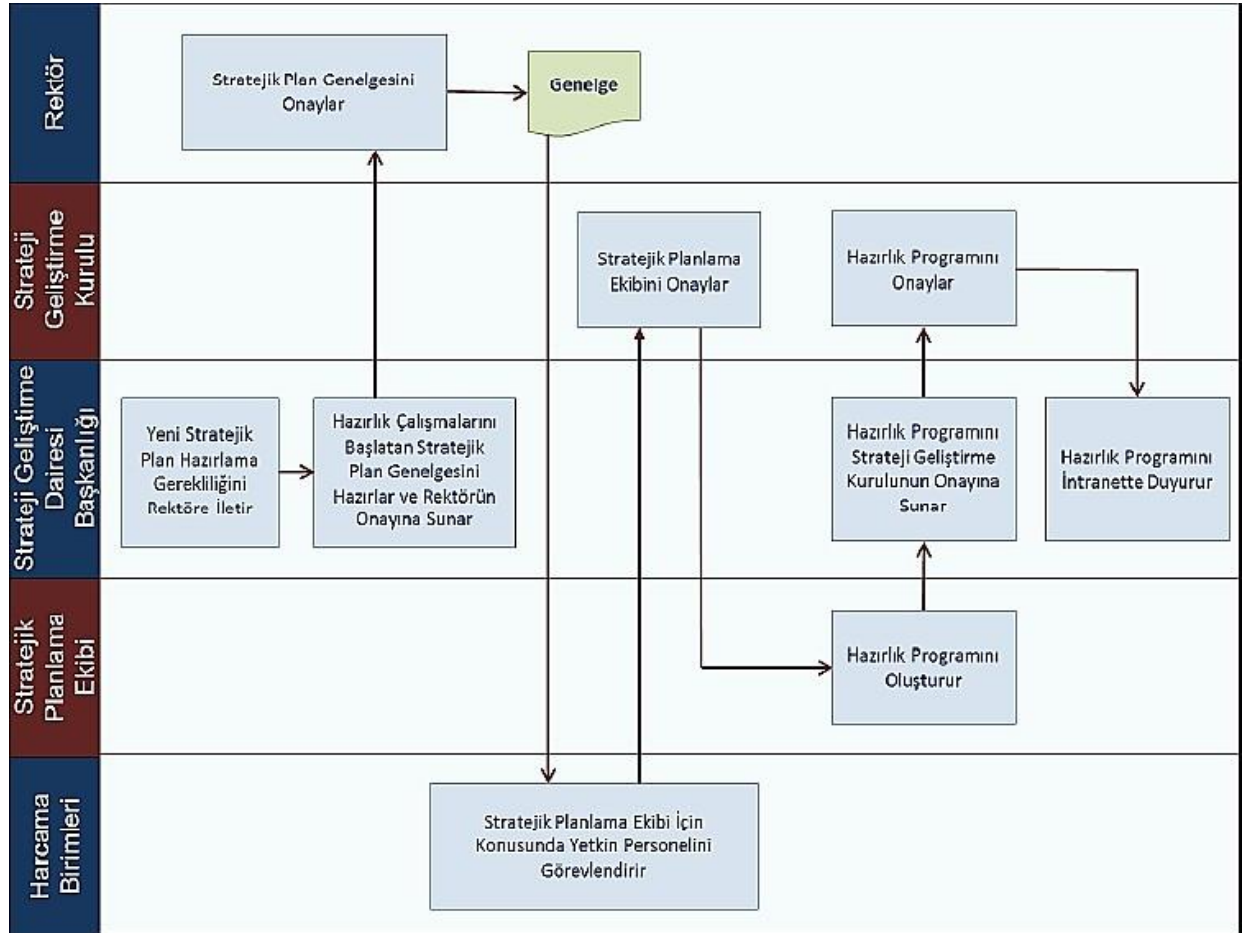 Rektör
Stratejik Plan Genelgesini
Onaylar
Genelge
Strateji
Geliştirme
Kurulu
Stratejik Planlama
Ekibini Onaylar
Hazırlık Programını
Onaylar
Strateji Geliştirme
Dairesi
Başkanlığı
Yeni Stratejik
Plan Hazırlama
Gerekliliğini
Rektöre İletir
Hazırlık Çalışmalarını
Başlatan Stratejik
Plan Genelgesini
Hazırlar ve Rektörün
Onayına Sunar
Hazırlık Programını
Strateji Geliştirme
Kurulunun Onayına
Sunar
Hazırlık Programını
İntranette Duyurur
Stratejik
Planlama
Ekibi
Hazırlık Programını
Oluşturur
Harcama
Birimleri
Stratejik Planlama Ekibi İçin
Konusunda Yetkin Personelini
Görevlendirir